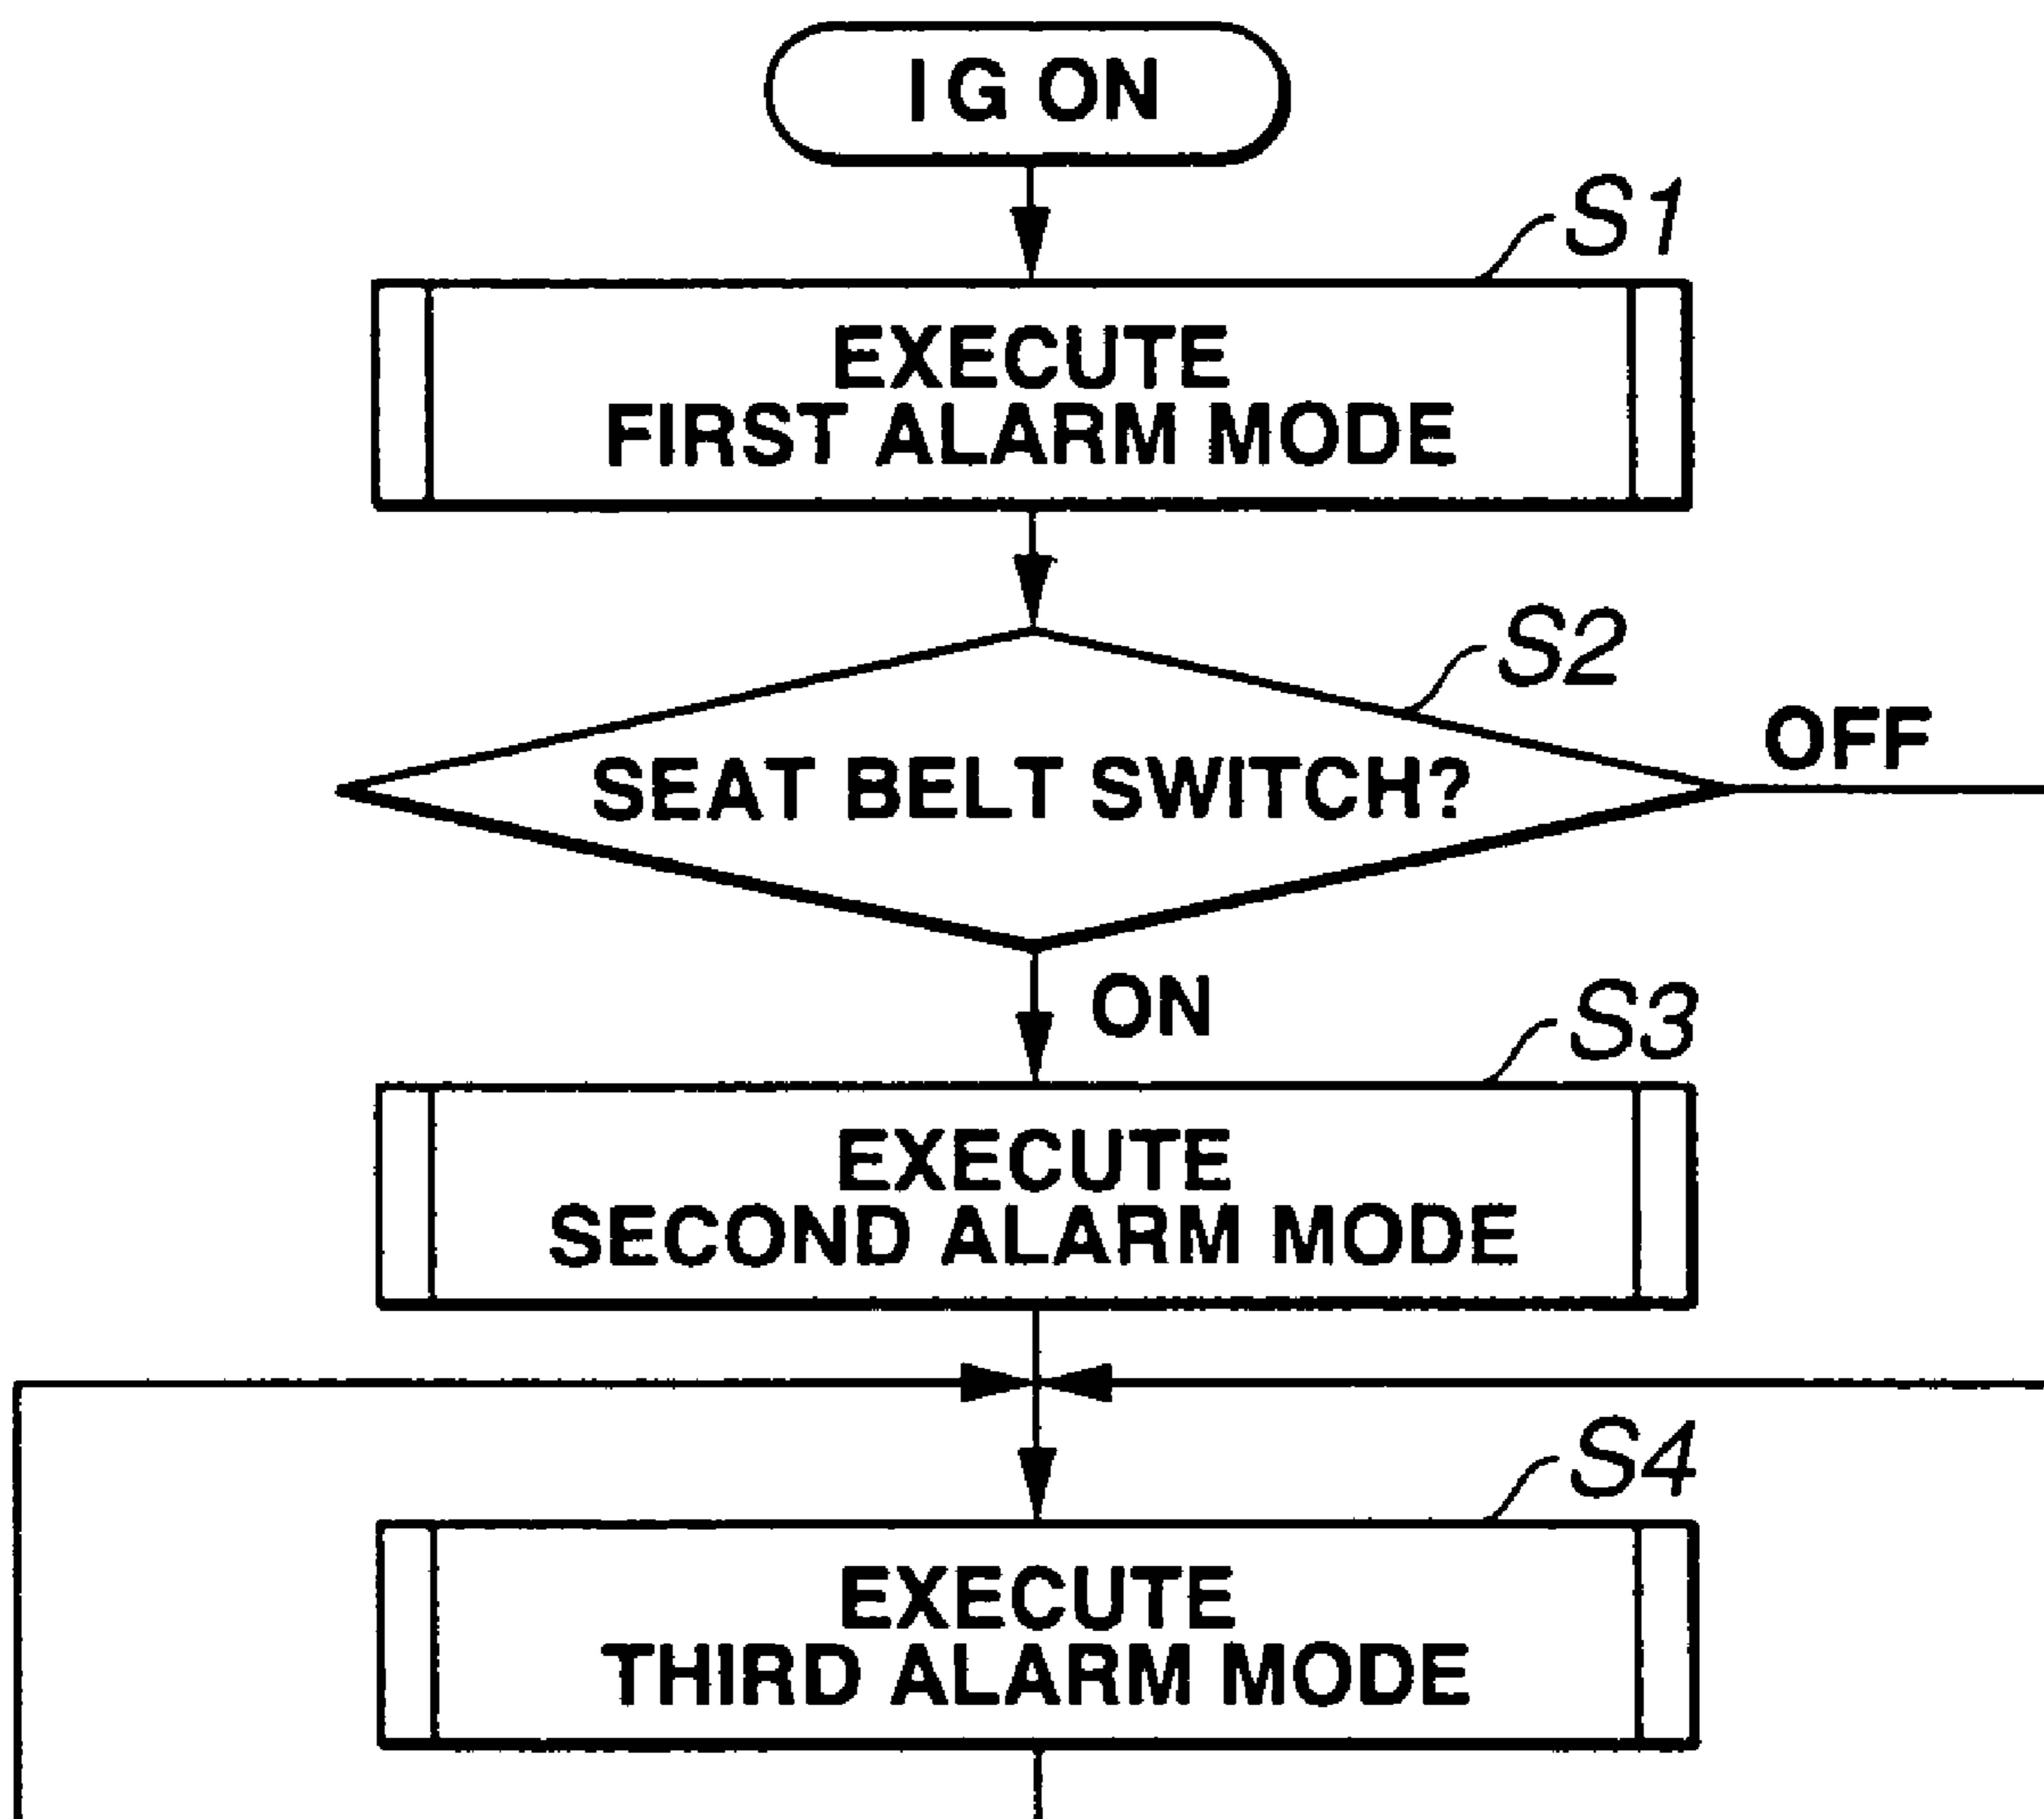 IG ON
S1
EXECUTE
FIRST ALARM MODE
S2
OFF
SEAT BELT SWITCH?
ON
S3
EXECUTE
SECOND ALARM MODE
S4
EXECUTE
THIRD ALARM MODE